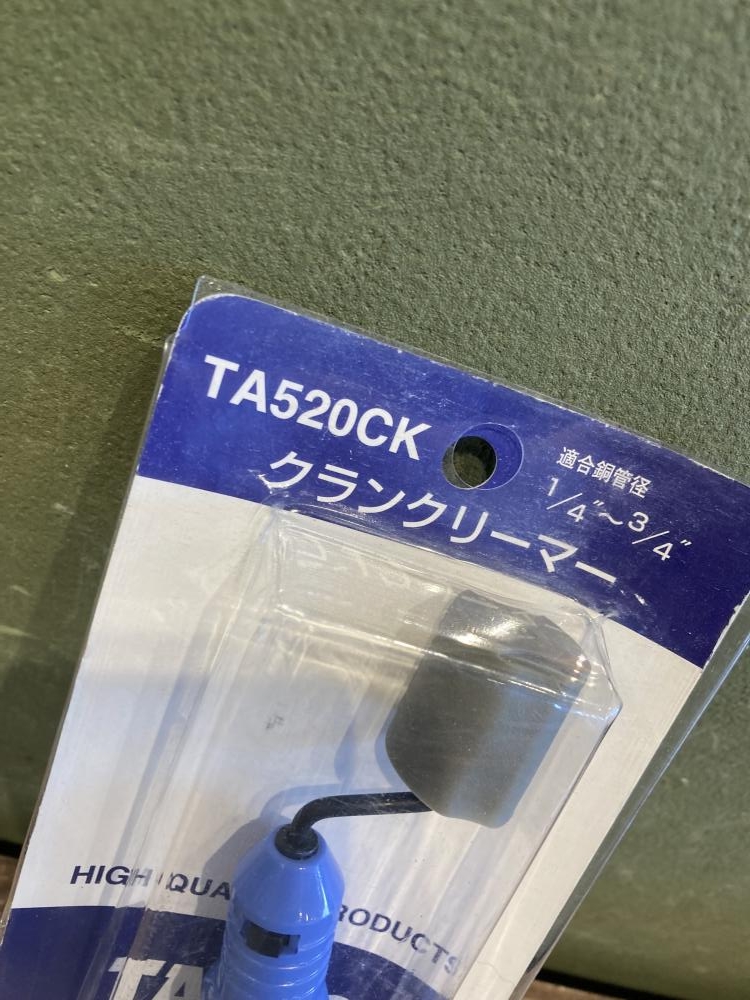 TA520CK
クランクリーマー
適合銅管径
1/4"～3/4"
HIGH PRODUCTS
TA